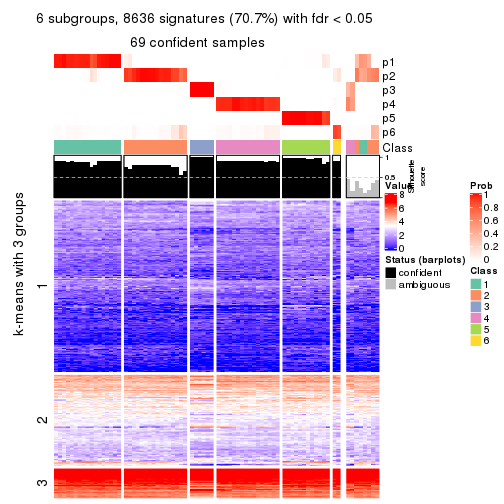 6 subgroups, 8636 signatures (70.7%) with fdr < 0.05
69 confident samples
p1
p2
p3
p4
p5
p6
Class
1
0.5
0
Silhouette
score
k-means with 3 groups
1
2
3
Value
8
6
4
2
0
Status (barplots)
confident
ambiguous
Prob
1
0.8
0.6
0.4
0.2
0
Class
1
2
3
4
5
6